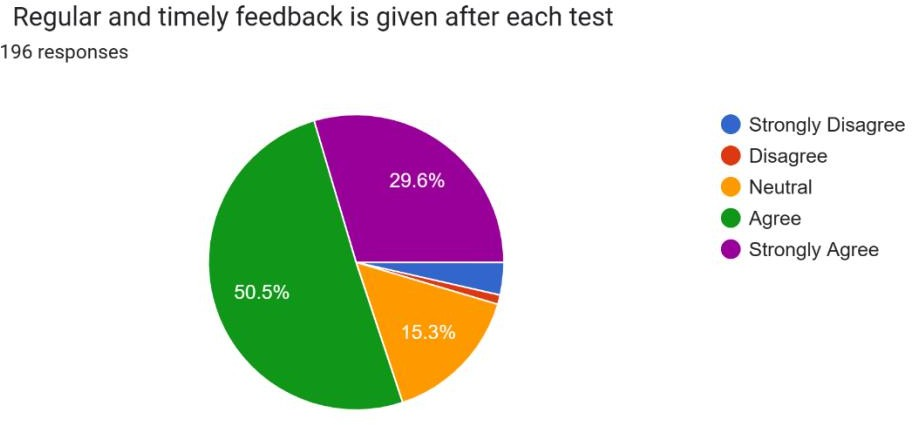 Regular and timely feedback is given after each test
196 responses
29.6%
50.5%
15.3%
Strongly Disagree
Disagree
Neutral
Agree
Strongly Agree